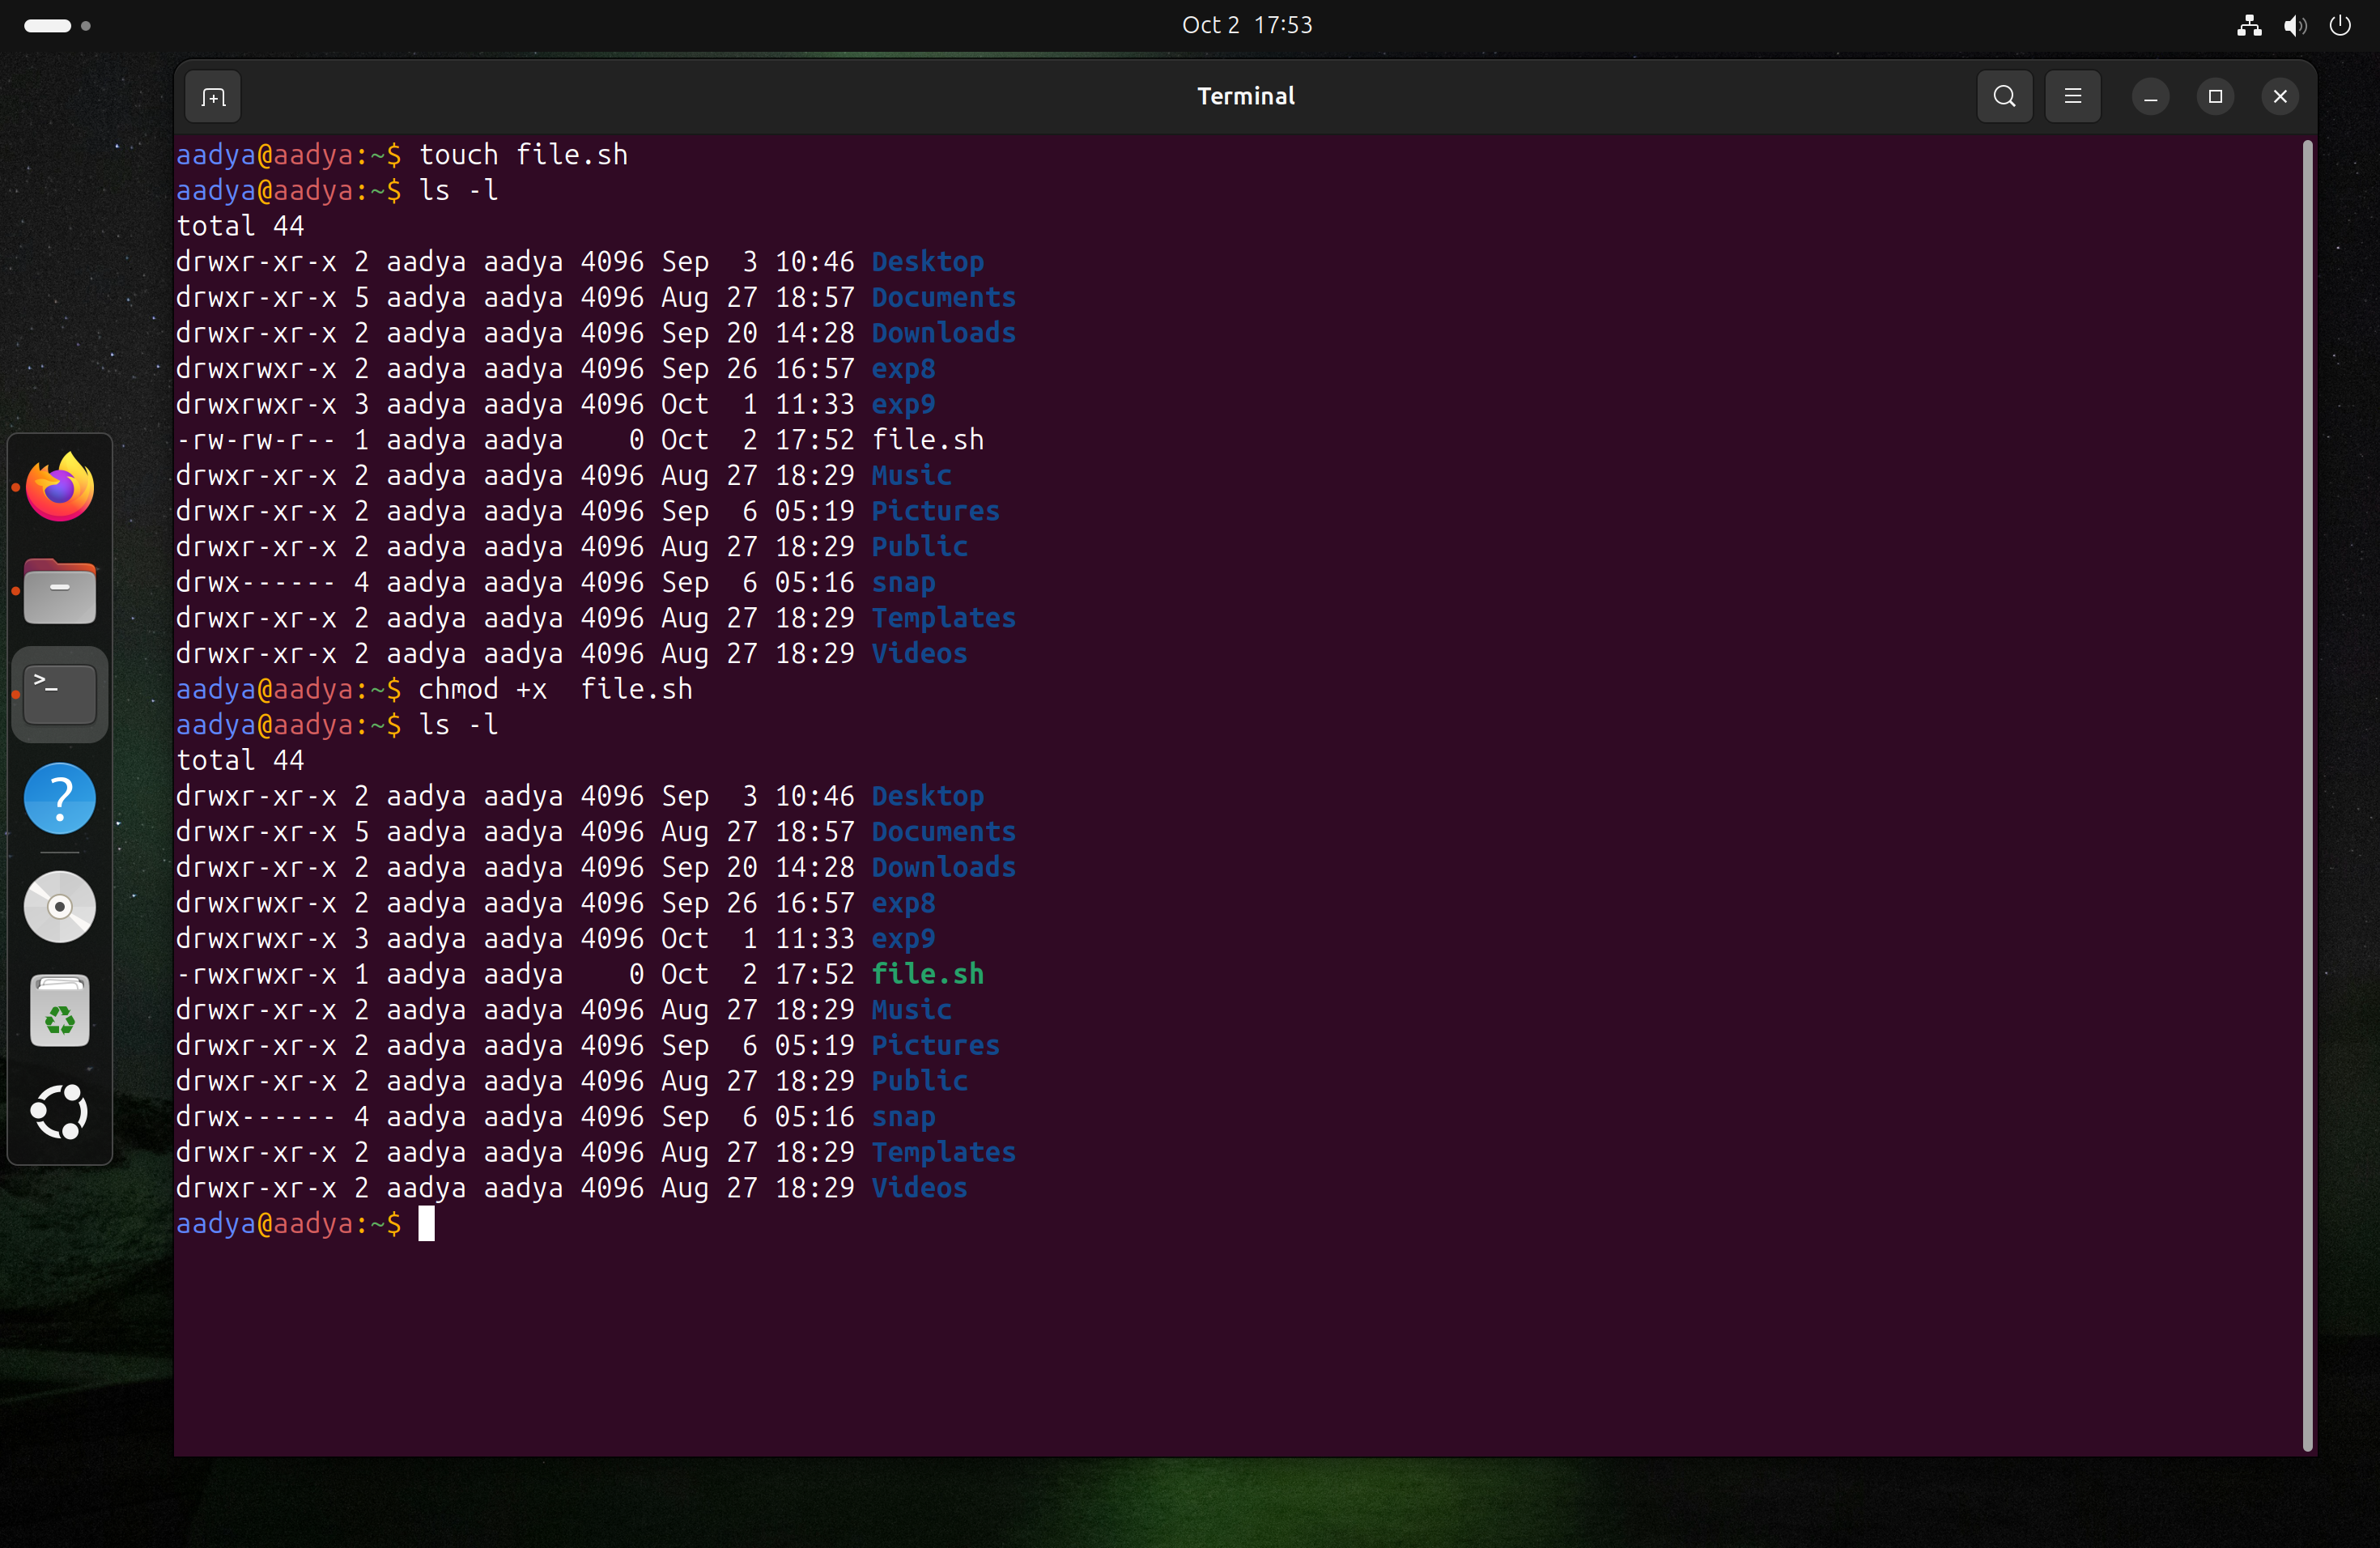 Oct 2 17:53
Terminal
aadya@aadya:~$ touch file.sh
aadya@aadya:~$ ls -l
total 44
drwxr-xr-x 2 aadya aadya 4096 Sep  3 10:46 Desktop
drwxr-xr-x 5 aadya aadya 4096 Aug 27 18:57 Documents
drwxr-xr-x 2 aadya aadya 4096 Sep 20 14:28 Downloads
drwxrwxr-x 2 aadya aadya 4096 Sep 26 16:57 exp8
drwxrwxr-x 3 aadya aadya 4096 Oct  1 11:33 exp9
-rw-rw-r-- 1 aadya aadya    0 Oct  2 17:52 file.sh
drwxr-xr-x 2 aadya aadya 4096 Aug 27 18:29 Music
drwxr-xr-x 2 aadya aadya 4096 Sep  6 05:19 Pictures
drwxr-xr-x 2 aadya aadya 4096 Aug 27 18:29 Public
drwx------ 4 aadya aadya 4096 Sep  6 05:16 snap
drwxr-xr-x 2 aadya aadya 4096 Aug 27 18:29 Templates
drwxr-xr-x 2 aadya aadya 4096 Aug 27 18:29 Videos
aadya@aadya:~$ chmod +x  file.sh
aadya@aadya:~$ ls -l
total 44
drwxr-xr-x 2 aadya aadya 4096 Sep  3 10:46 Desktop
drwxr-xr-x 5 aadya aadya 4096 Aug 27 18:57 Documents
drwxr-xr-x 2 aadya aadya 4096 Sep 20 14:28 Downloads
drwxrwxr-x 2 aadya aadya 4096 Sep 26 16:57 exp8
drwxrwxr-x 3 aadya aadya 4096 Oct  1 11:33 exp9
-rwxrwxr-x 1 aadya aadya    0 Oct  2 17:52 file.sh
drwxr-xr-x 2 aadya aadya 4096 Aug 27 18:29 Music
drwxr-xr-x 2 aadya aadya 4096 Sep  6 05:19 Pictures
drwxr-xr-x 2 aadya aadya 4096 Aug 27 18:29 Public
drwx------ 4 aadya aadya 4096 Sep  6 05:16 snap
drwxr-xr-x 2 aadya aadya 4096 Aug 27 18:29 Templates
drwxr-xr-x 2 aadya aadya 4096 Aug 27 18:29 Videos
aadya@aadya:~$